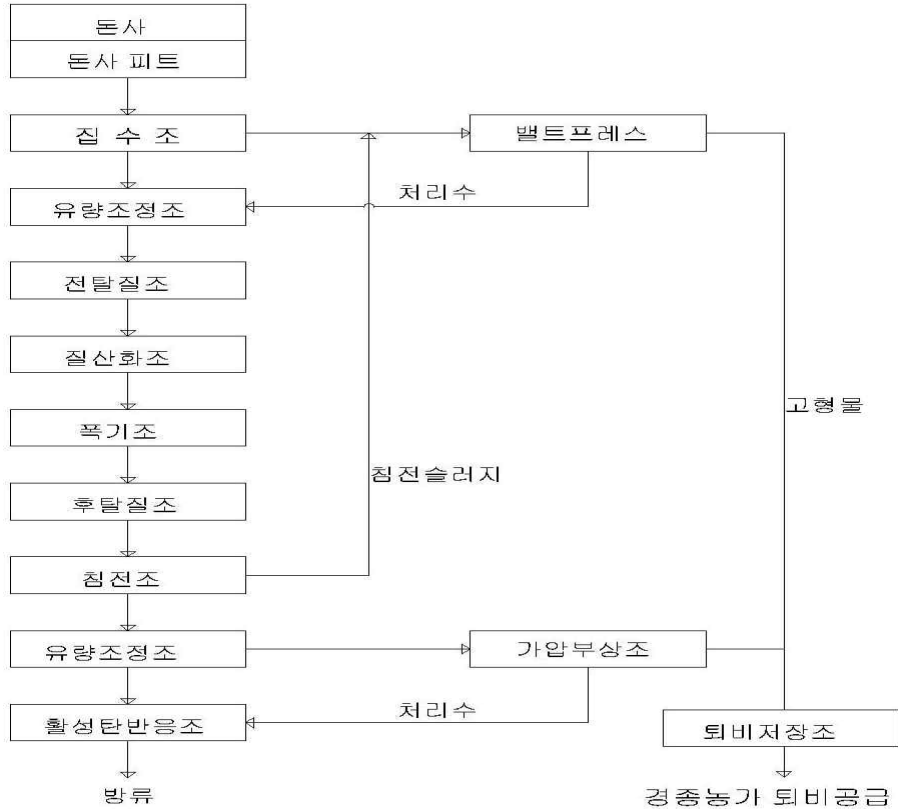 돈사
돈사 피트
집 수 조
밸트프레스
처리수
유량조정조
전탈질조
질산화조
고형물
폭기조
침전슬러지
후탈질조
침전조
유량조정조
가압부상조
처리수
활성탄반응조
퇴비저장조
방류
경종농가 퇴비공급